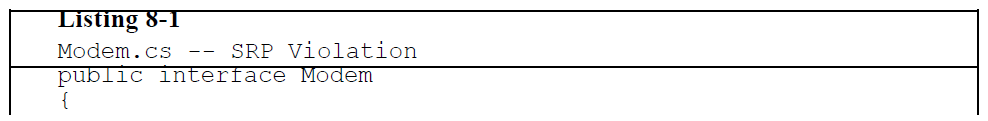 Listing 8-1
Modem.cs -- SRP Violation
public interface Modem
{